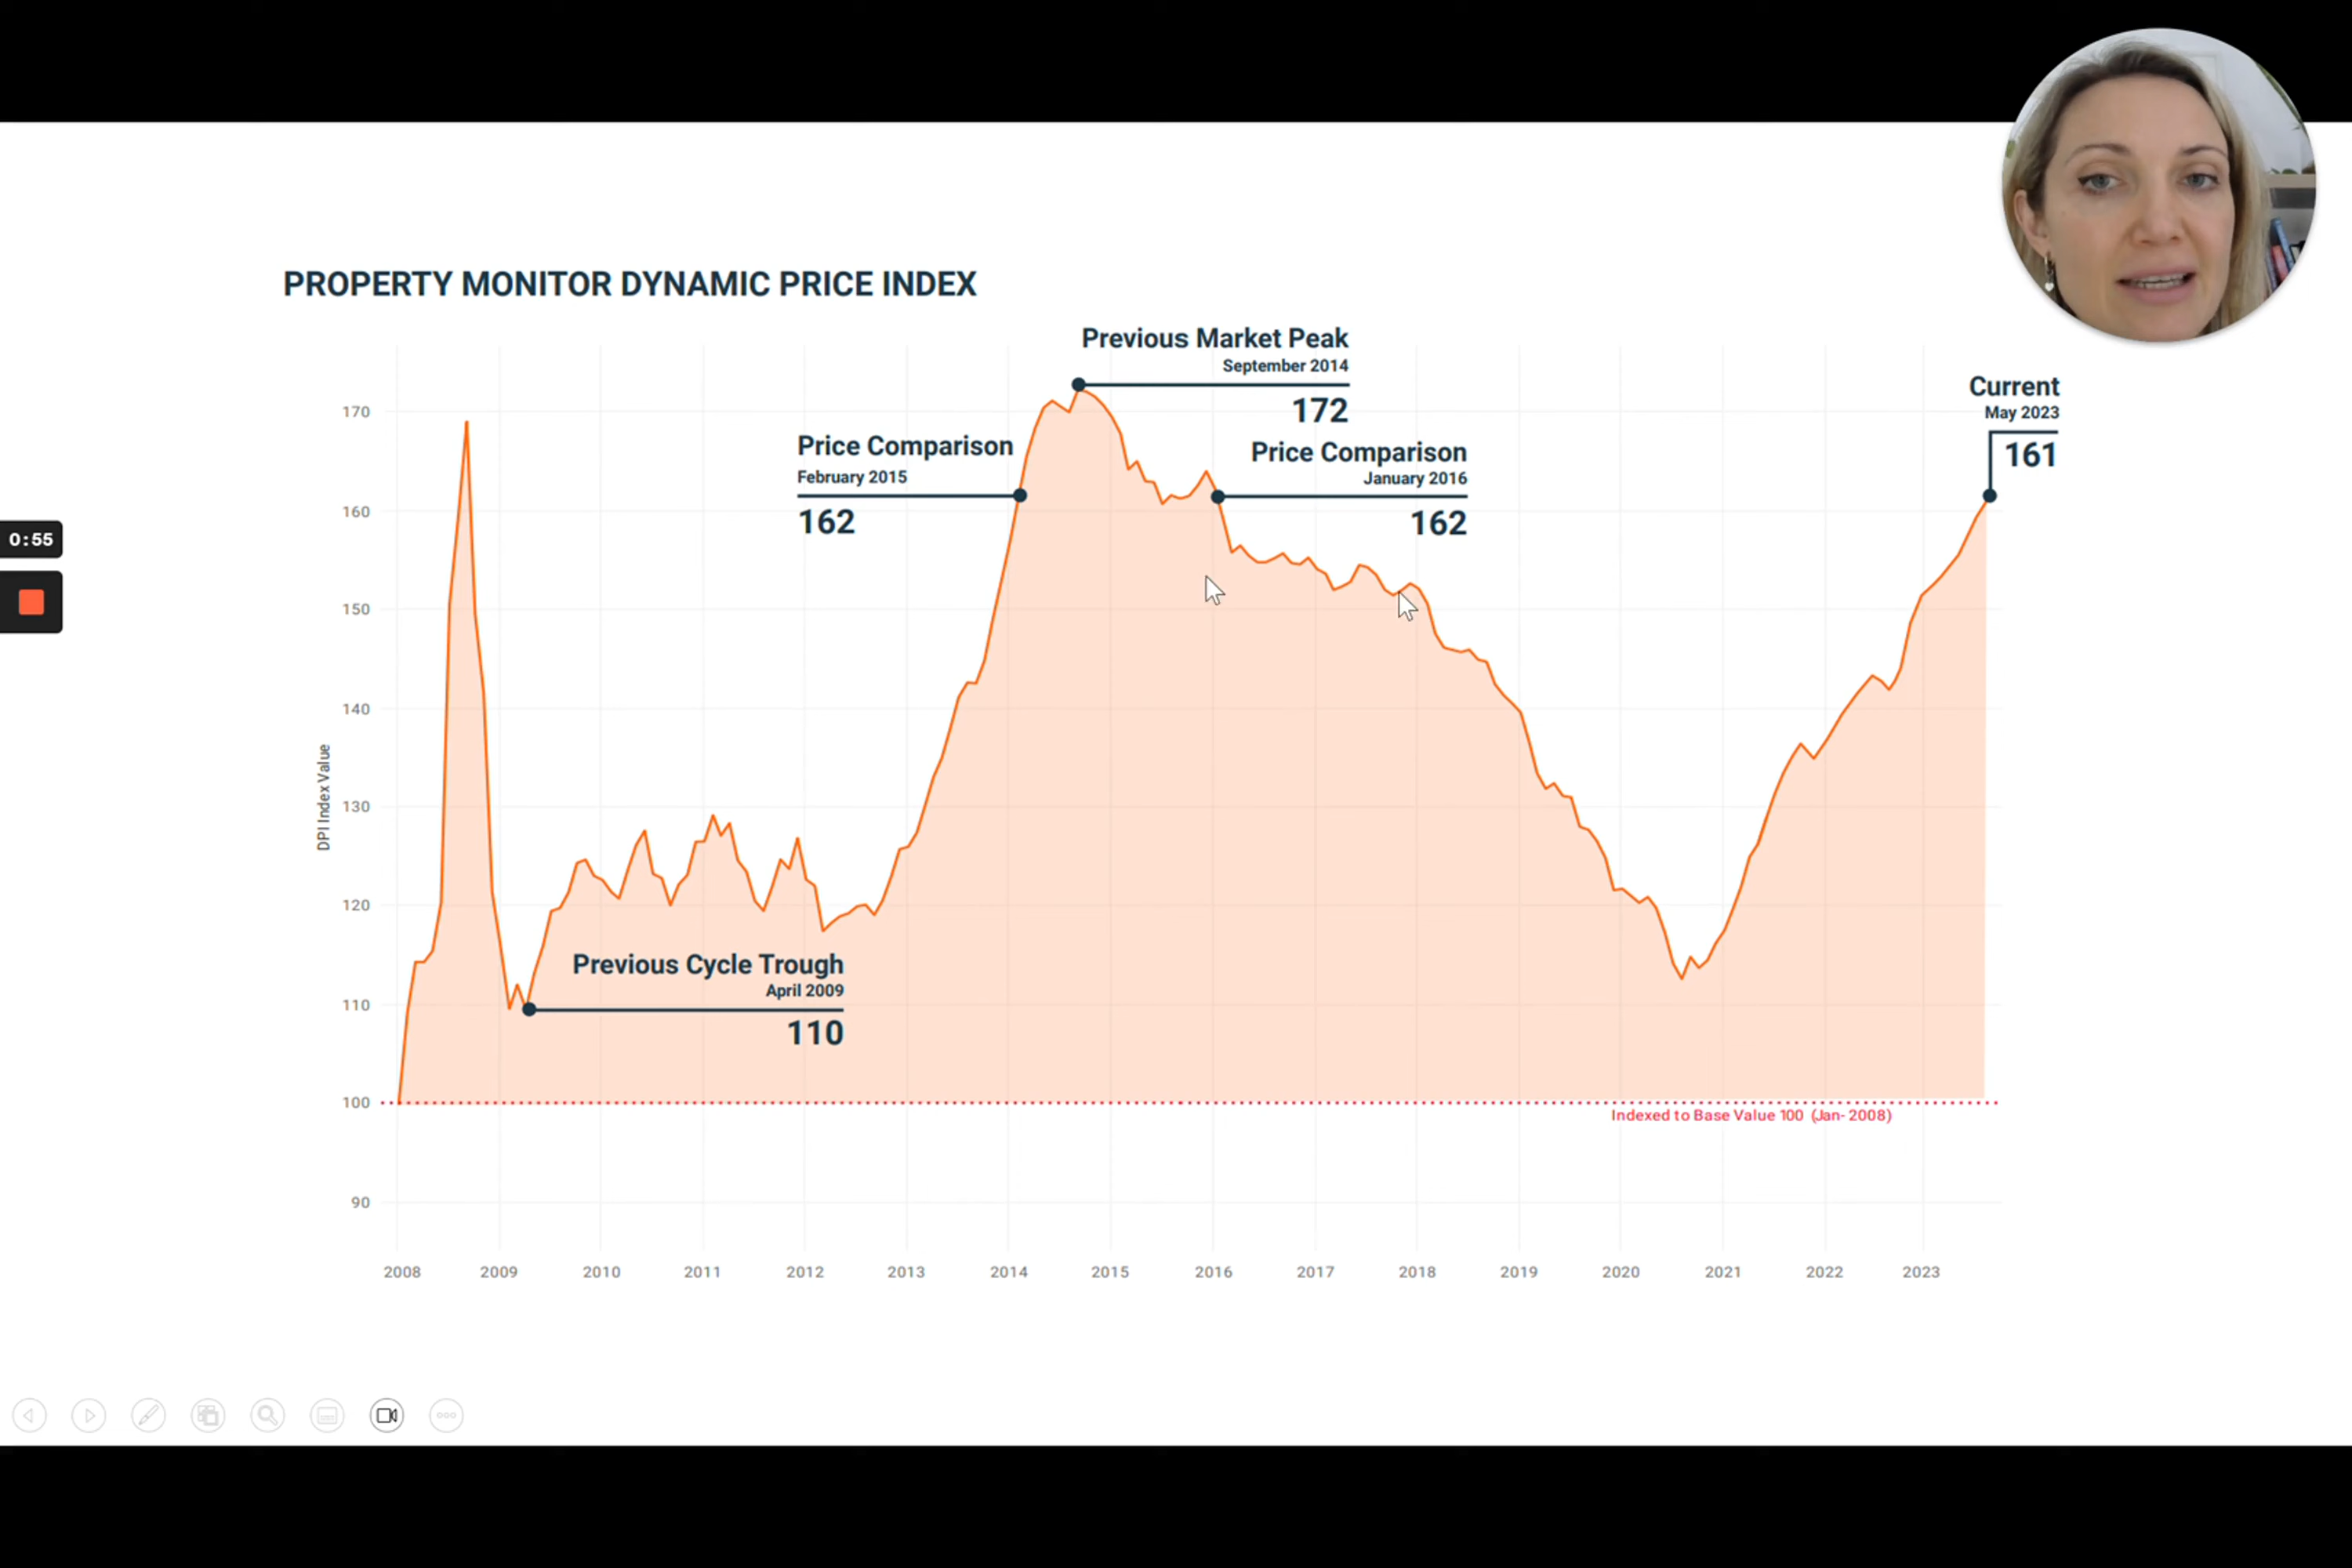 PROPERTY MONITOR DYNAMIC PRICE INDEX
Previous Market Peak
September 2014
172
Current
May 2023
161
Price Comparison
February 2015
162
Price Comparison
January 2016
162
0:55
170
160
150
140
130
120
110
100
90
DPI Index Value
Previous Cycle Trough
April 2009
110
Indexed to Base Value 100 (Jan- 2008)
2008 2009 2010 2011 2012 2013 2014 2015 2016 2017 2018 2019 2020 2021 2022 2023